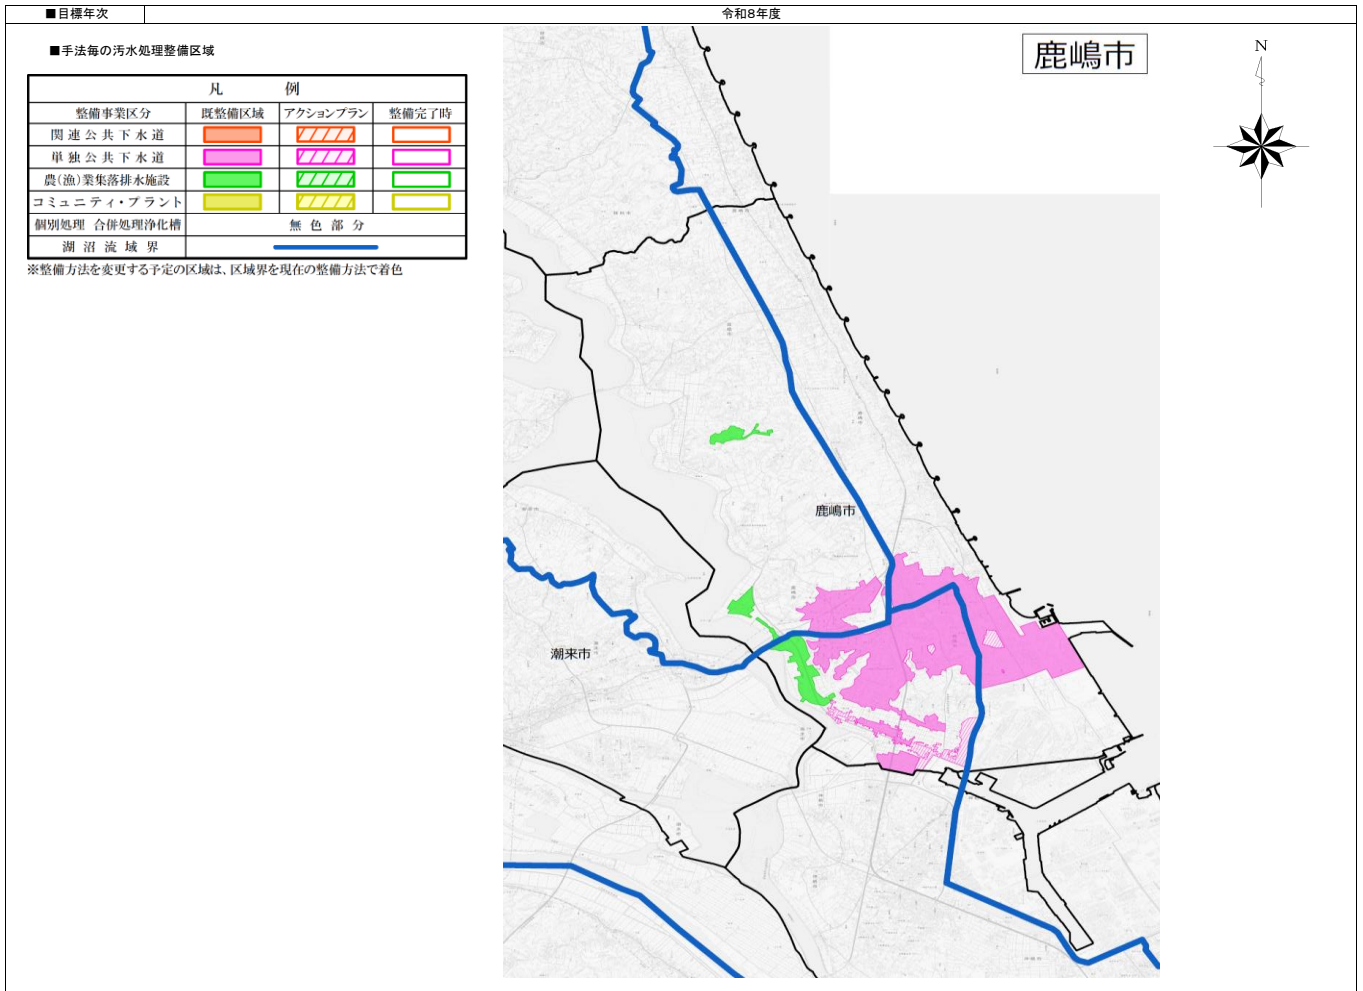 ■目標年次 令和8年度
■手法毎の汚水処理整備区域
鹿嶋市
N
凡 例
整備事業区分 既整備区域 アクションプラン 整備完了時
関連公共下水道
単独公共下水道
農(漁)業集落排水施設
コミュニティ・プラント
個別処理 合併処理浄化槽 無色部分
湖沼流域界
※整備方法を変更する予定の区域は、区域界を現在の整備方法で着色
鹿嶋市
潮来市